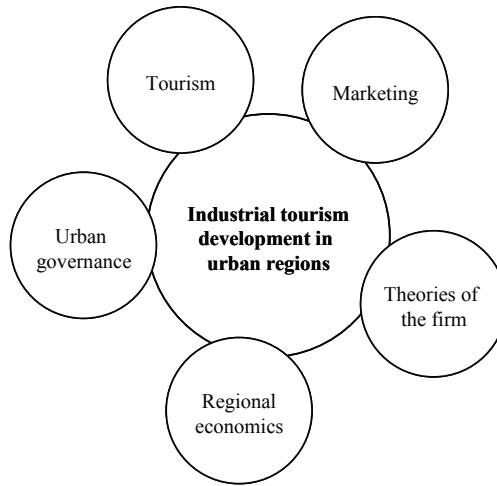 Tourism
Marketing
Industrial tourism
development in
urban regions
Urban
governance
Theories of
the firm
Regional
economics